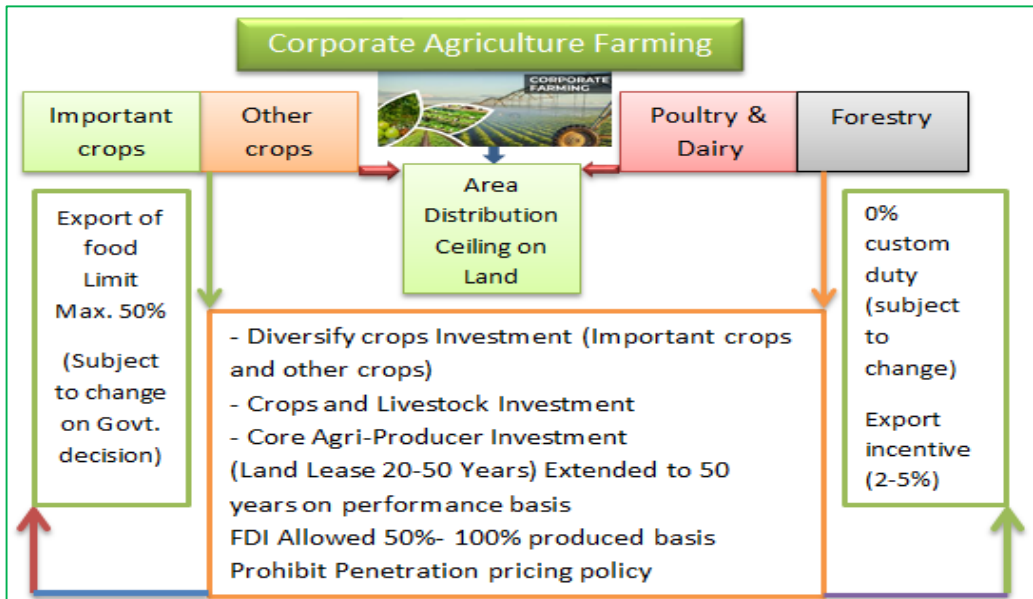 Corporate Agriculture Farming
CORPORATE
FARMING
Important
crops
Other
crops
Poultry &
Dairy
Forestry
Area
Distribution
Ceiling on
Land
Export of
food
Limit
Max. 50%
(Subject
to change
on Govt.
decision)
0%
custom
duty
(subject
to
change)
Export
incentive
(2-5%)
- Diversify crops Investment (Important crops
and other crops)
- Crops and Livestock Investment
- Core Agri-Producer Investment
(Land Lease 20-50 Years) Extended to 50
years on performance basis
FDI Allowed 50%- 100% produced basis
Prohibit Penetration pricing policy